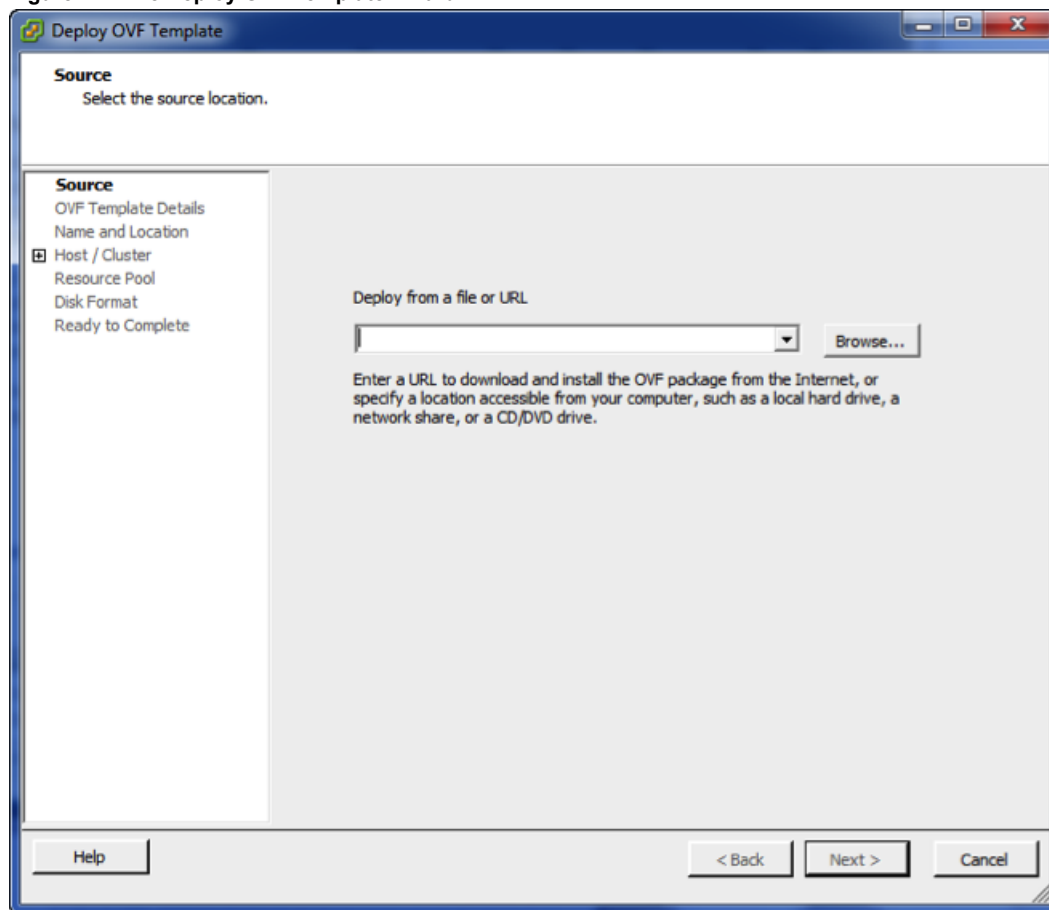 Deploy OVF Template
Source
Select the source location.
Source
OVF Template Details
Name and Location
Host / Cluster
Resource Pool
Disk Format
Ready to Complete
Deploy from a file or URL
Browse...
Enter a URL to download and install the OVF package from the Internet, or
specify a location accessible from your computer, such as a local hard drive, a
network share, or a CD/DVD drive.
Help
< Back
Next >
Cancel